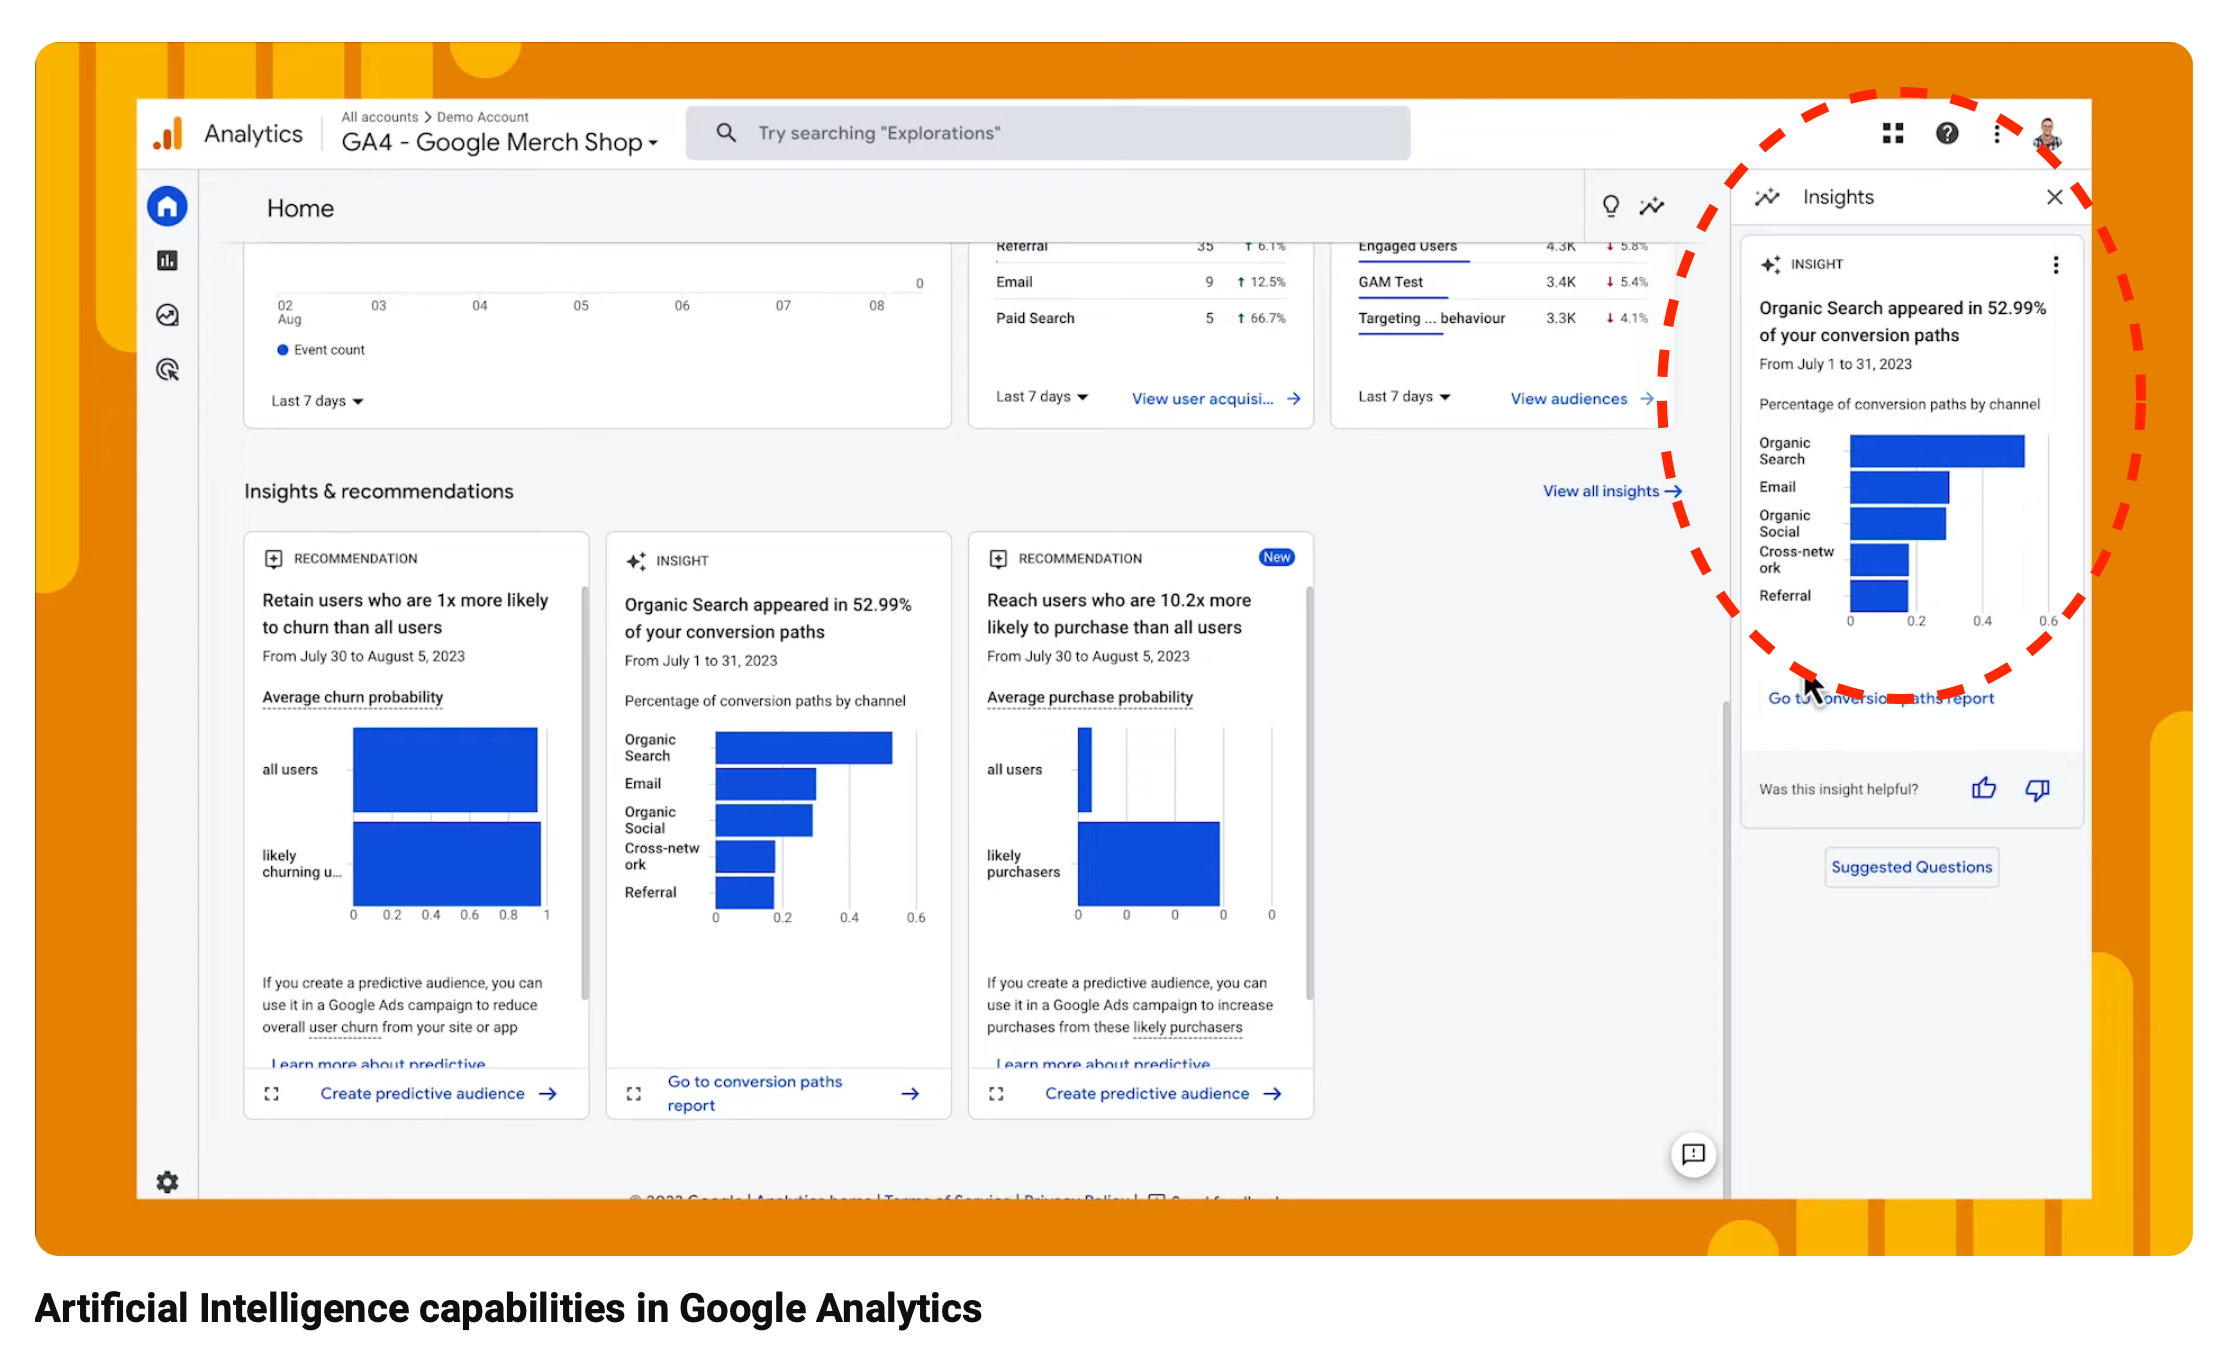 Analytics
All accounts > Demo Account
GA4 - Google Merch Shop
Try searching "Explorations"
Home
0
02 03 04 05 06 07 08
Aug
Event count
Last 7 days
Referral 35 ↑ 6.1%
Email 9 ↑ 12.5%
Paid Search 5 ↑ 66.7%
Last 7 days
View user acquisi... →
Engaged Users 4.3K ↓ 5.8%
GAM Test 3.4K ↓ 5.4%
Targeting ... behaviour 3.3K ↓ 4.1%
Last 7 days
View audiences →
Insights & recommendations
View all insights →
RECOMMENDATION
Retain users who are 1x more likely
to churn than all users
From July 30 to August 5, 2023
Average churn probability
all users
likely
churning u...
0 0.2 0.4 0.6 0.8 1
If you create a predictive audience, you can
use it in a Google Ads campaign to reduce
overall user churn from your site or app
Learn more about predictive
Create predictive audience →
INSIGHT
Organic Search appeared in 52.99%
of your conversion paths
From July 1 to 31, 2023
Percentage of conversion paths by channel
Organic
Search
Email
Organic
Social
Cross-netw
ork
Referral
0 0.2 0.4 0.6
Go to conversion paths
report →
RECOMMENDATION
New
Reach users who are 10.2x more
likely to purchase than all users
From July 30 to August 5, 2023
Average purchase probability
all users
likely
purchasers
0 0 0 0 0
If you create a predictive audience, you can
use it in a Google Ads campaign to increase
purchases from these likely purchasers
Learn more about predictive
Create predictive audience →
Insights
INSIGHT
Organic Search appeared in 52.99%
of your conversion paths
From July 1 to 31, 2023
Percentage of conversion paths by channel
Organic
Search
Email
Organic
Social
Cross-netw
ork
Referral
0 0.2 0.4 0.6
Go to conversion paths report
Was this insight helpful?
Suggested Questions
Google | Analytics home | Terms of Service | Privacy Policy |
Artificial Intelligence capabilities in Google Analytics